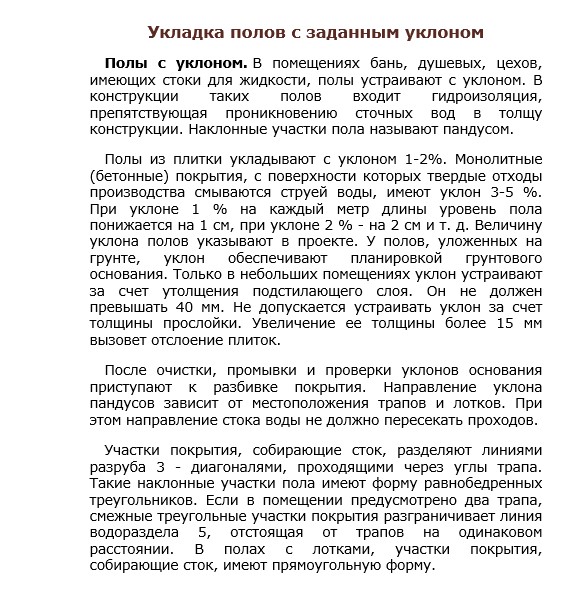 Укладка полов с заданным уклоном
Полы с уклоном. В помещениях бань, душевых, цехов,
имеющих стоки для жидкости, полы устраивают с уклоном. В
конструкции таких полов входит гидроизоляция,
препятствующая проникновению сточных вод в толщу
конструкции. Наклонные участки пола называют пандусом.
Полы из плитки укладывают с уклоном 1-2%. Монолитные
(бетонные) покрытия, с поверхности которых твердые отходы
производства смываются струей воды, имеют уклон 3-5 %.
При уклоне 1 % на каждый метр длины уровень пола
понижается на 1 см, при уклоне 2 % - на 2 см и т. д. Величину
уклона полов указывают в проекте. У полов, уложенных на
грунте, уклон обеспечивают планировкой грунтового
основания. Только в небольших помещениях уклон устраивают
за счет утолщения подстилающего слоя. Он не должен
превышать 40 мм. Не допускается устраивать уклон за счет
толщины прослойки. Увеличение ее толщины более 15 мм
вызовет отслоение плиток.
После очистки, промывки и проверки уклонов основания
приступают к разбивке покрытия. Направление уклона
пандусов зависит от местоположения трапов и лотков. При
этом направление стока воды не должно пересекать проходов.
Участки покрытия, собирающие сток, разделяют линиями
разруба 3 - диагоналями, проходящими через углы трапа.
Такие наклонные участки пола имеют форму равнобедренных
треугольников. Если в помещении предусмотрено два трапа,
смежные треугольные участки покрытия разграничивает линия
водораздела 5, отстоящая от трапов на одинаковом
расстоянии. В полах с лотками, участки покрытия,
собирающие сток, имеют прямоугольную форму.